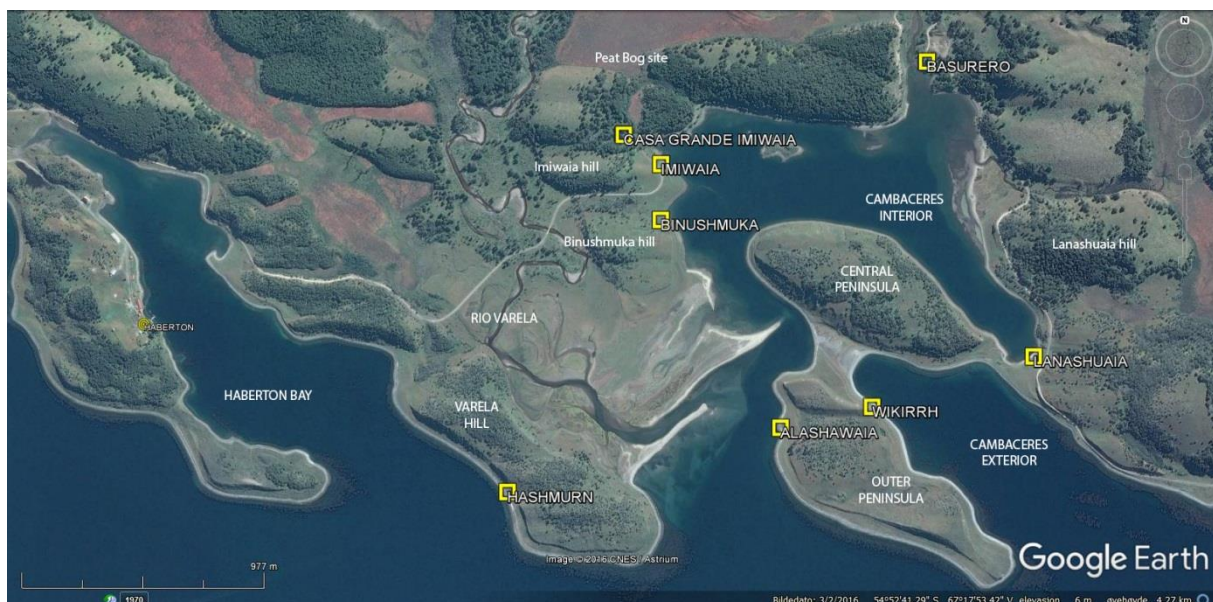 N
Peat Bog site
BASURERO
CASA GRANDE IMIWAIA
Imiwaia hill
IMIWAIA
CAMBACERES
INTERIOR
BINUSHMUKA
Binushmuka hill
Lanashuaia hill
CENTRAL
PENINSULA
RIO VARELA
HABERTON
LANASHUAIA
HABERTON BAY
VARELA
HILL
WIKIRRH
ALASHAWAIA
CAMBACERES
EXTERIOR
OUTER
PENINSULA
HASHMURN
Image © 2016 CNES / Astrium
Google Earth
977 m
1970
Bildedato: 3/2/2016 54°52'41.29" S 67°17'53.42" V elevasjon 6 m øyehøyde 4.27 km